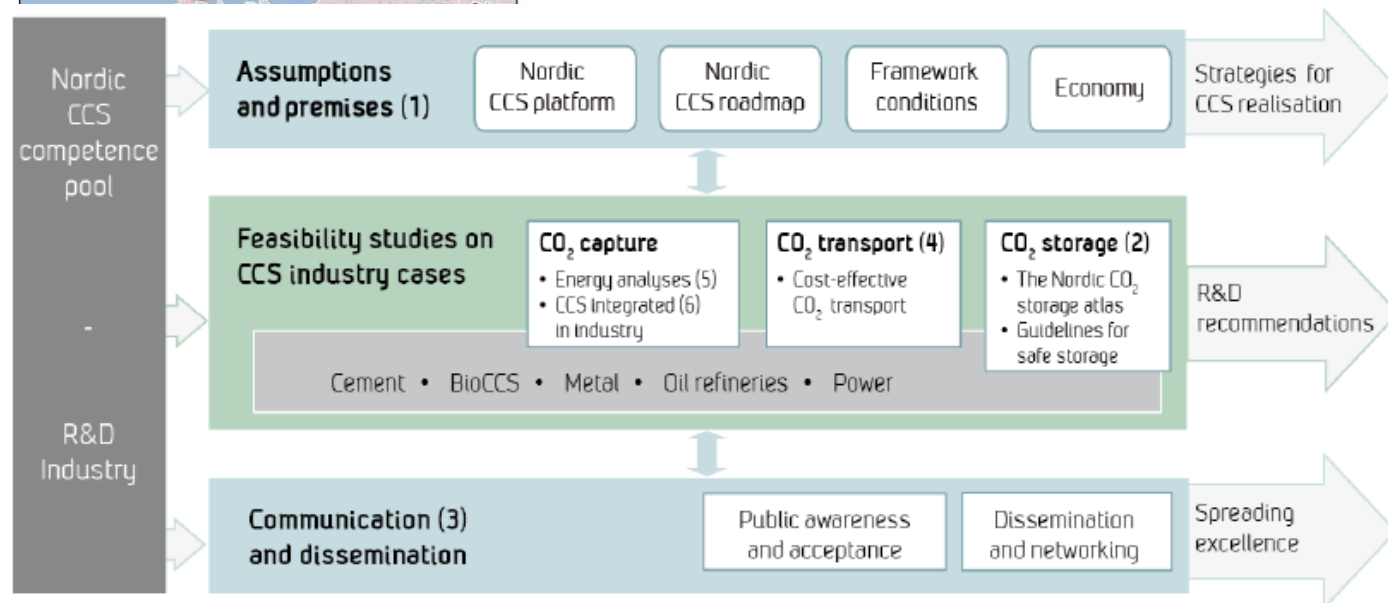 Nordic
CCS
competence
pool
-
R&D
Industry
Assumptions
and premises (1)
Nordic
CCS platform
Nordic
CCS roadmap
Framework
conditions
Economy
Strategies for
CCS realisation
Feasibility studies on
CCS industry cases
CO₂ capture
• Energy analyses (5)
• CCS Integrated (6)
in industry
CO₂ transport (4)
• Cost-effective
CO₂ transport
CO₂ storage (2)
• The Nordic CO₂
storage atlas
• Guidelines for
safe storage
Cement • BioCCS • Metal • Oil refineries • Power
R&D
recommendations
Communication (3)
and dissemination
Public awareness
and acceptance
Dissemination
and networking
Spreading
excellence